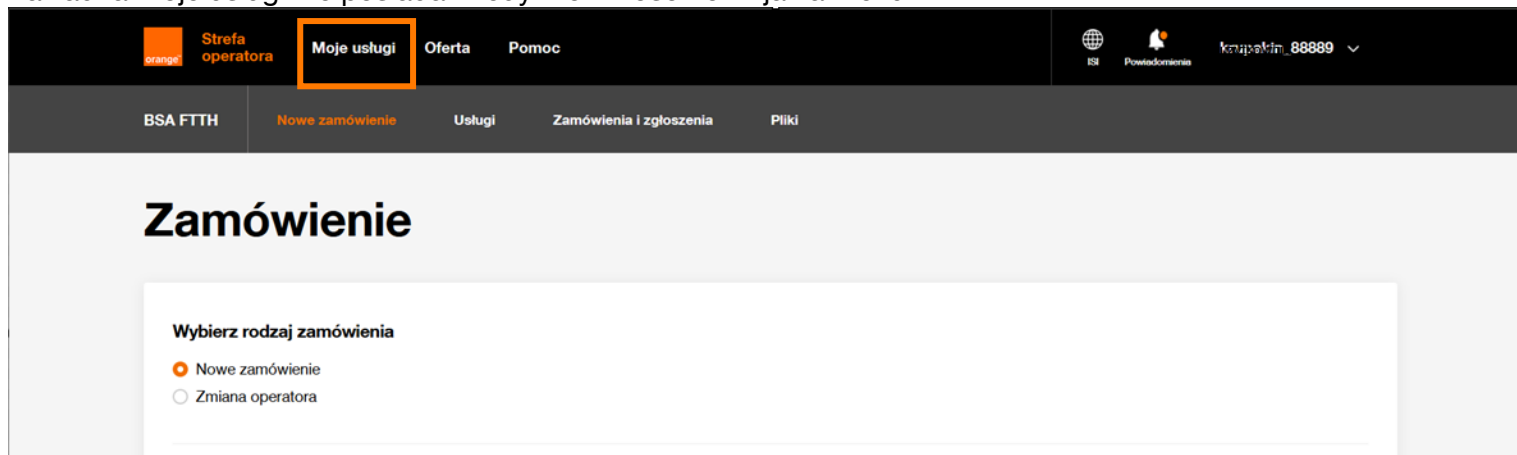 Strefa
operatora
orange
Moje usługi
Oferta
Pomoc
ISI
Powiadomienia
88889
BSA FTTH
Nowe zamówienie
Usługi
Zamówienia i zgłoszenia
Pliki
Zamówienie
Wybierz rodzaj zamówienia
Nowe zamówienie
Zmiana operatora